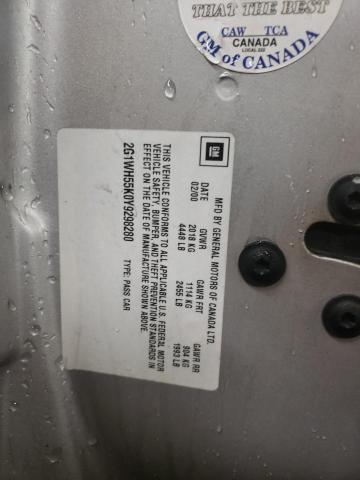 THAT THE BEST
CAW TCA
CANADA
LOCAL 222
GM of CANADA
GM
MFD BY GENERAL MOTORS OF CANADA LTD.
DATE GVWR GAWR FRT GAWR RR
02/00 2018 KG 1114 KG 904 KG
4448 LB 2455 LB 1993 LB
THIS VEHICLE CONFORMS TO ALL APPLICABLE U.S. FEDERAL MOTOR
VEHICLE SAFETY, BUMPER, AND THEFT PREVENTION STANDARDS IN
EFFECT ON THE DATE OF MANUFACTURE SHOWN ABOVE.
2G1WH55K0Y9298280 TYPE: PASS CAR